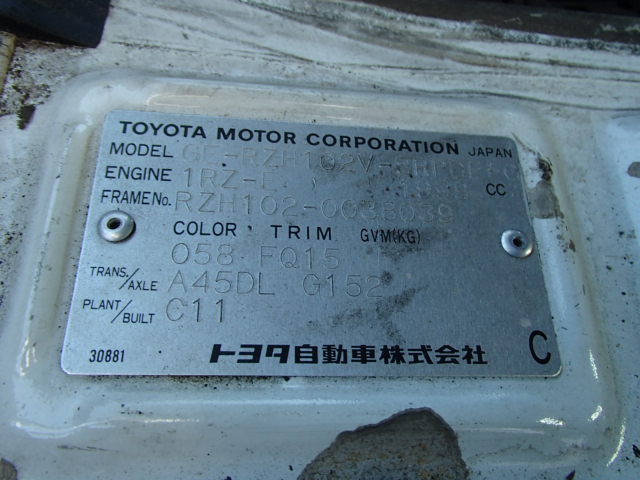 TOYOTA MOTOR CORPORATION JAPAN
MODEL
ENGINE 1RZ-E 1998 CC
FRAME No.
COLOR TRIM GVM(KG)
058 FQ15
TRANS./AXLE A45DL G152
PLANT/BUILT C11
30881 トヨタ自動車株式会社 C